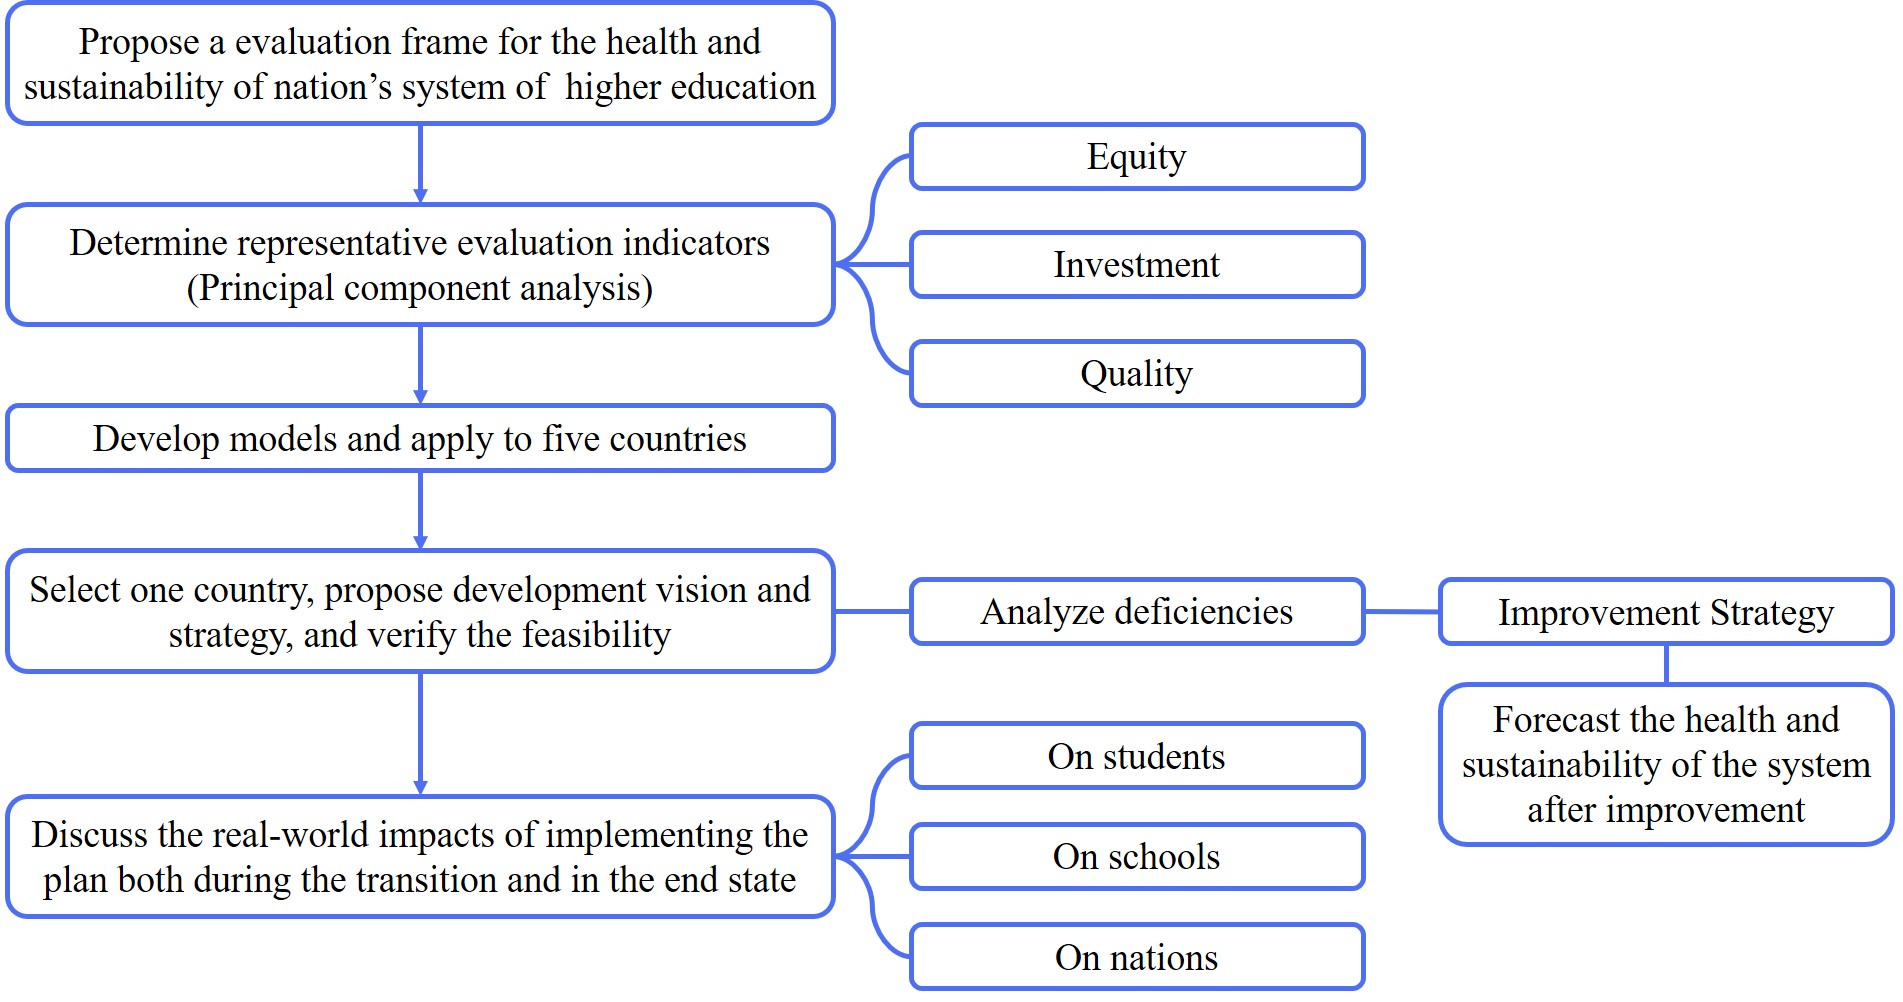 Propose a evaluation frame for the health and
sustainability of nation’s system of higher education
Equity
Determine representative evaluation indicators
(Principal component analysis)
Investment
Quality
Develop models and apply to five countries
Select one country, propose development vision and
strategy, and verify the feasibility
Analyze deficiencies
Improvement Strategy
Forecast the health and
sustainability of the system
after improvement
On students
Discuss the real-world impacts of implementing the
plan both during the transition and in the end state
On schools
On nations